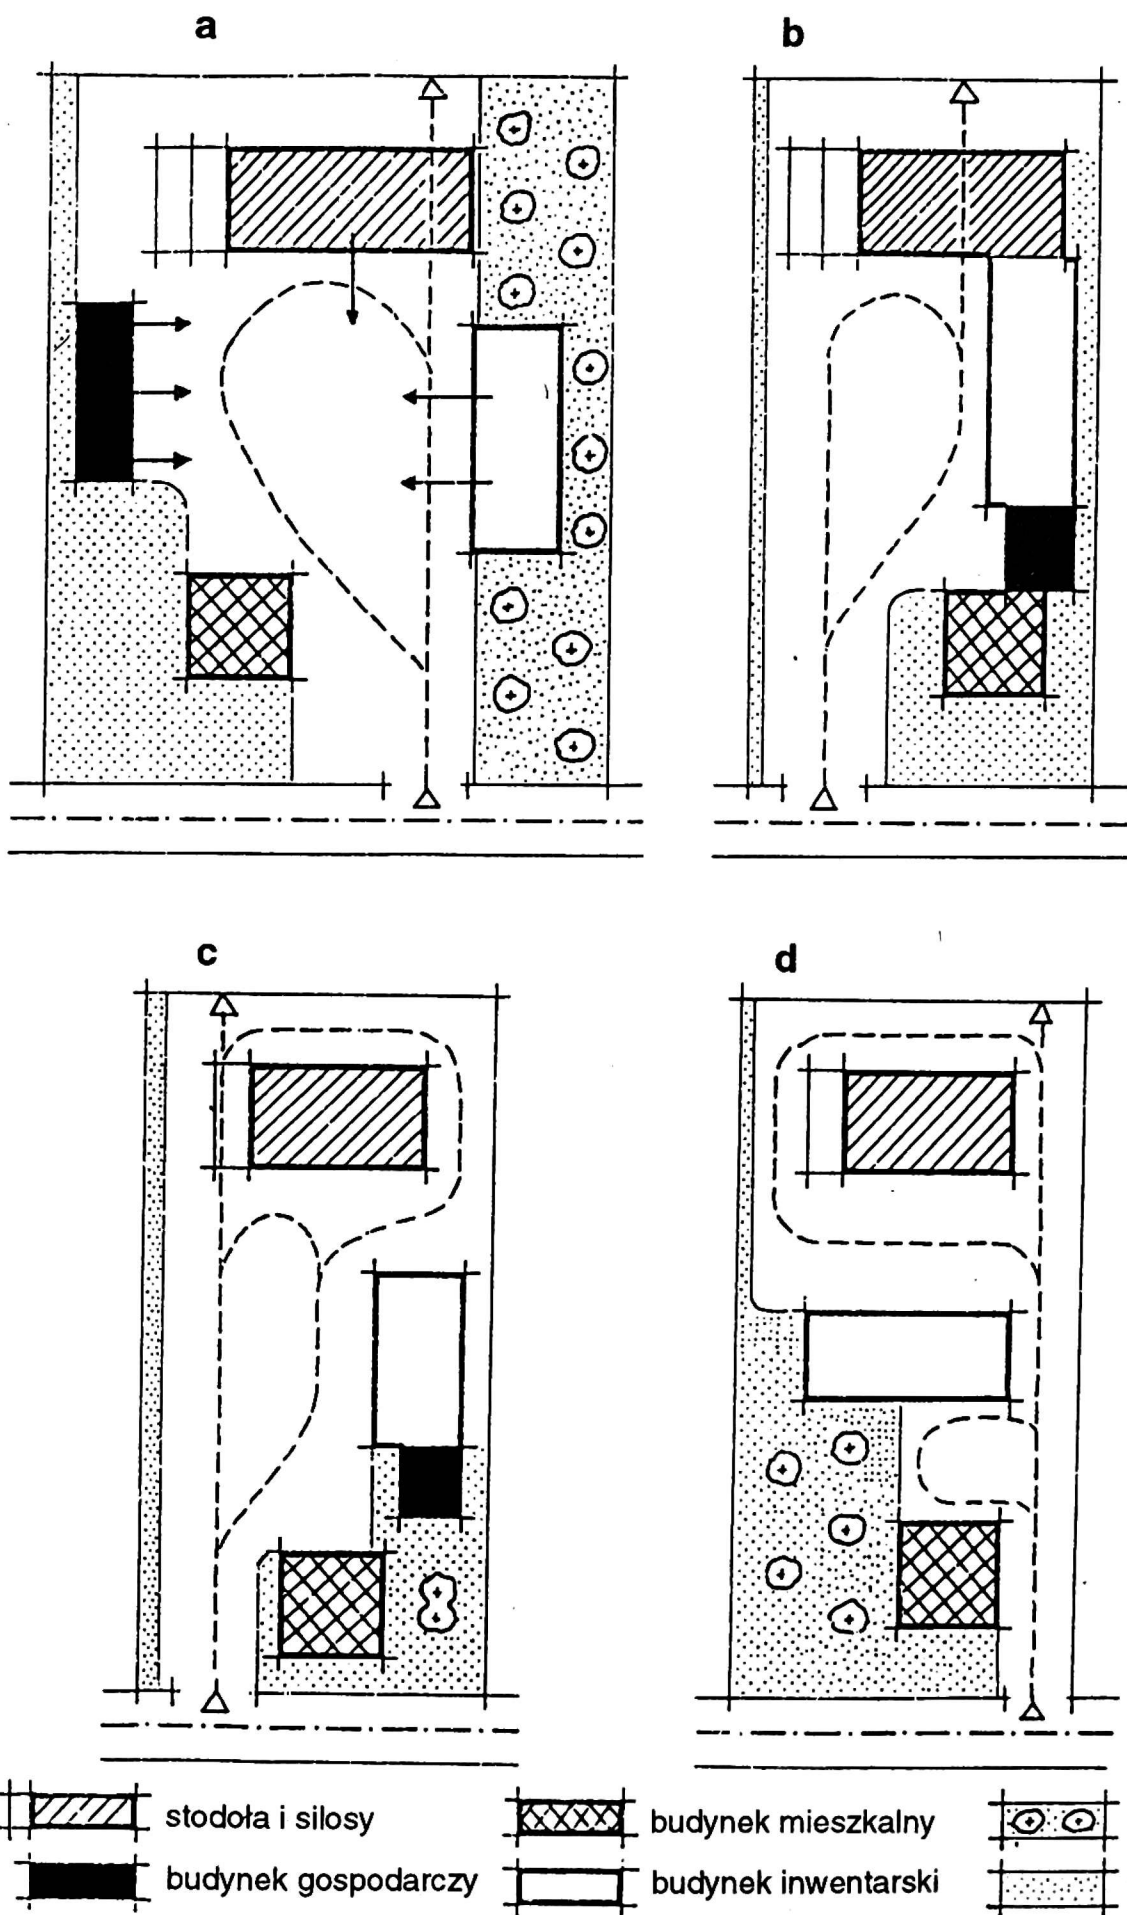 a
b
c
d
stodoła i silosy
budynek mieszkalny
budynek gospodarczy
budynek inwentarski